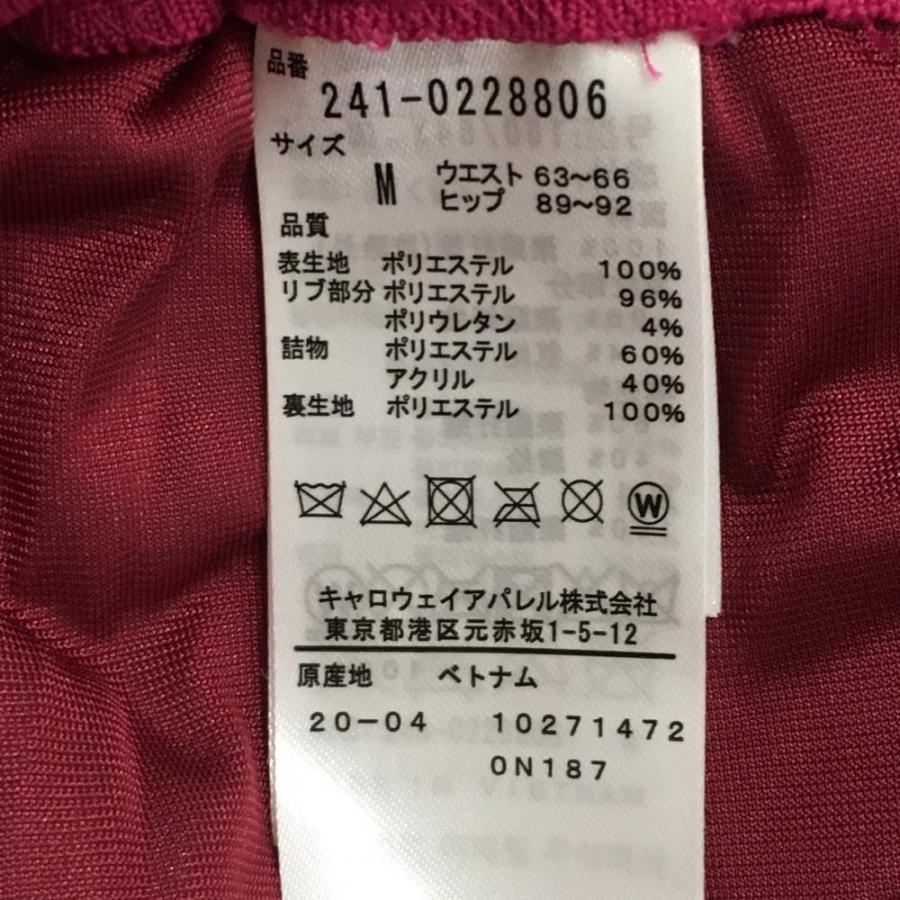 品番
241-0228806
サイズ
M ウエスト 63~66
ヒップ 89~92
品質
表生地 ポリエステル 100%
リブ部分 ポリエステル 96%
ポリウレタン 4%
詰物 ポリエステル 60%
アクリル 40%
裏生地 ポリエステル 100%
W
キャロウェイアパレル株式会社
東京都港区元赤坂1-5-12
原産地 ベトナム
20-04 10271472
0N187